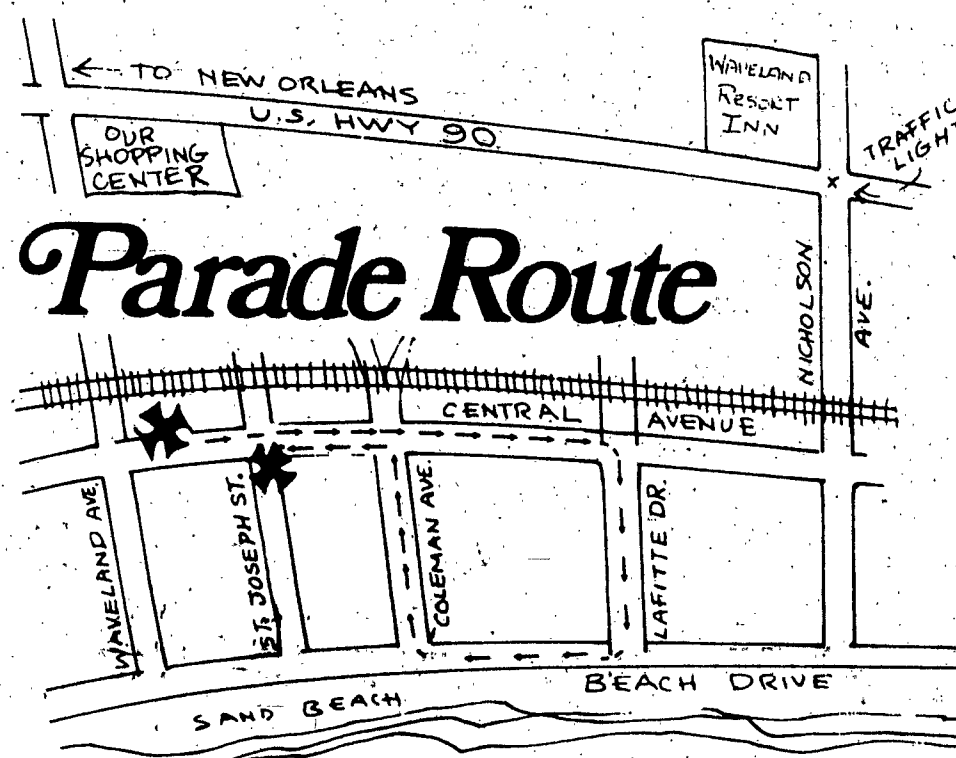 TO NEW ORLEANS
U.S. HWY 90
WAVELAND
RESORT
INN
TRAFFIC
LIGHT
OUR
SHOPPING
CENTER
Parade Route
NICHOLSON AVE.
CENTRAL AVENUE
WAVELAND AVE.
ST. JOSEPH ST.
COLEMAN AVE.
LAFITTE DR.
BEACH DRIVE
SAND BEACH